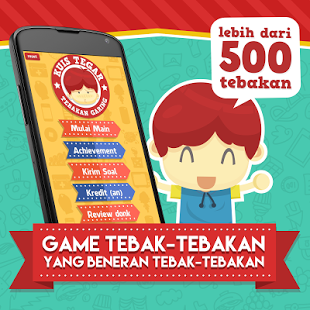 lebih dari
500
tebakan
KUIS TEGAR
TEBAKAN GARING
Mulai Main
Achievement
Kirim Soal
Kredit (an)
Review donk
GAME TEBAK-TEBAKAN
YANG BENERAN TEBAK-TEBAKAN